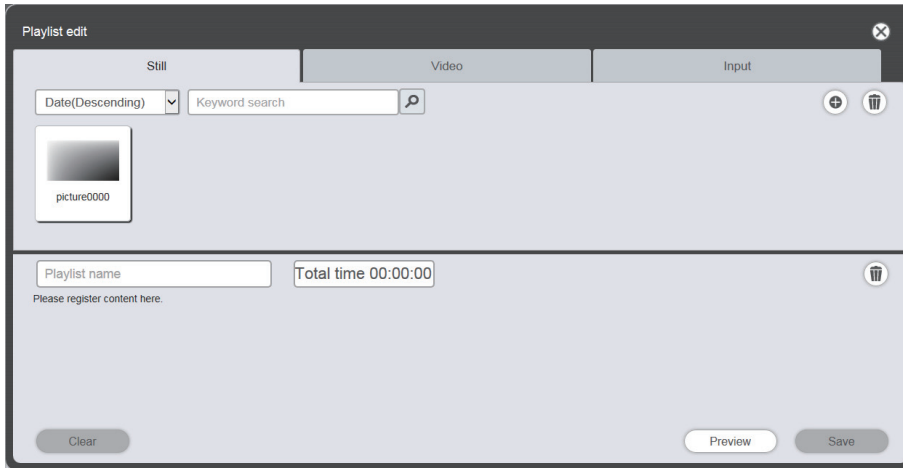 Playlist edit
Still Video Input
Date(Descending) Keyword search
picture0000
Playlist name Total time 00:00:00
Please register content here.
Clear Preview Save